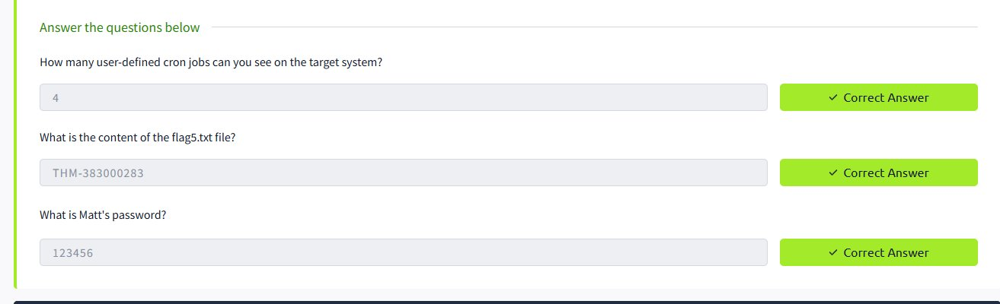 Answer the questions below
How many user-defined cron jobs can you see on the target system?
4
✓ Correct Answer
What is the content of the flag5.txt file?
THM-383000283
✓ Correct Answer
What is Matt's password?
123456
✓ Correct Answer